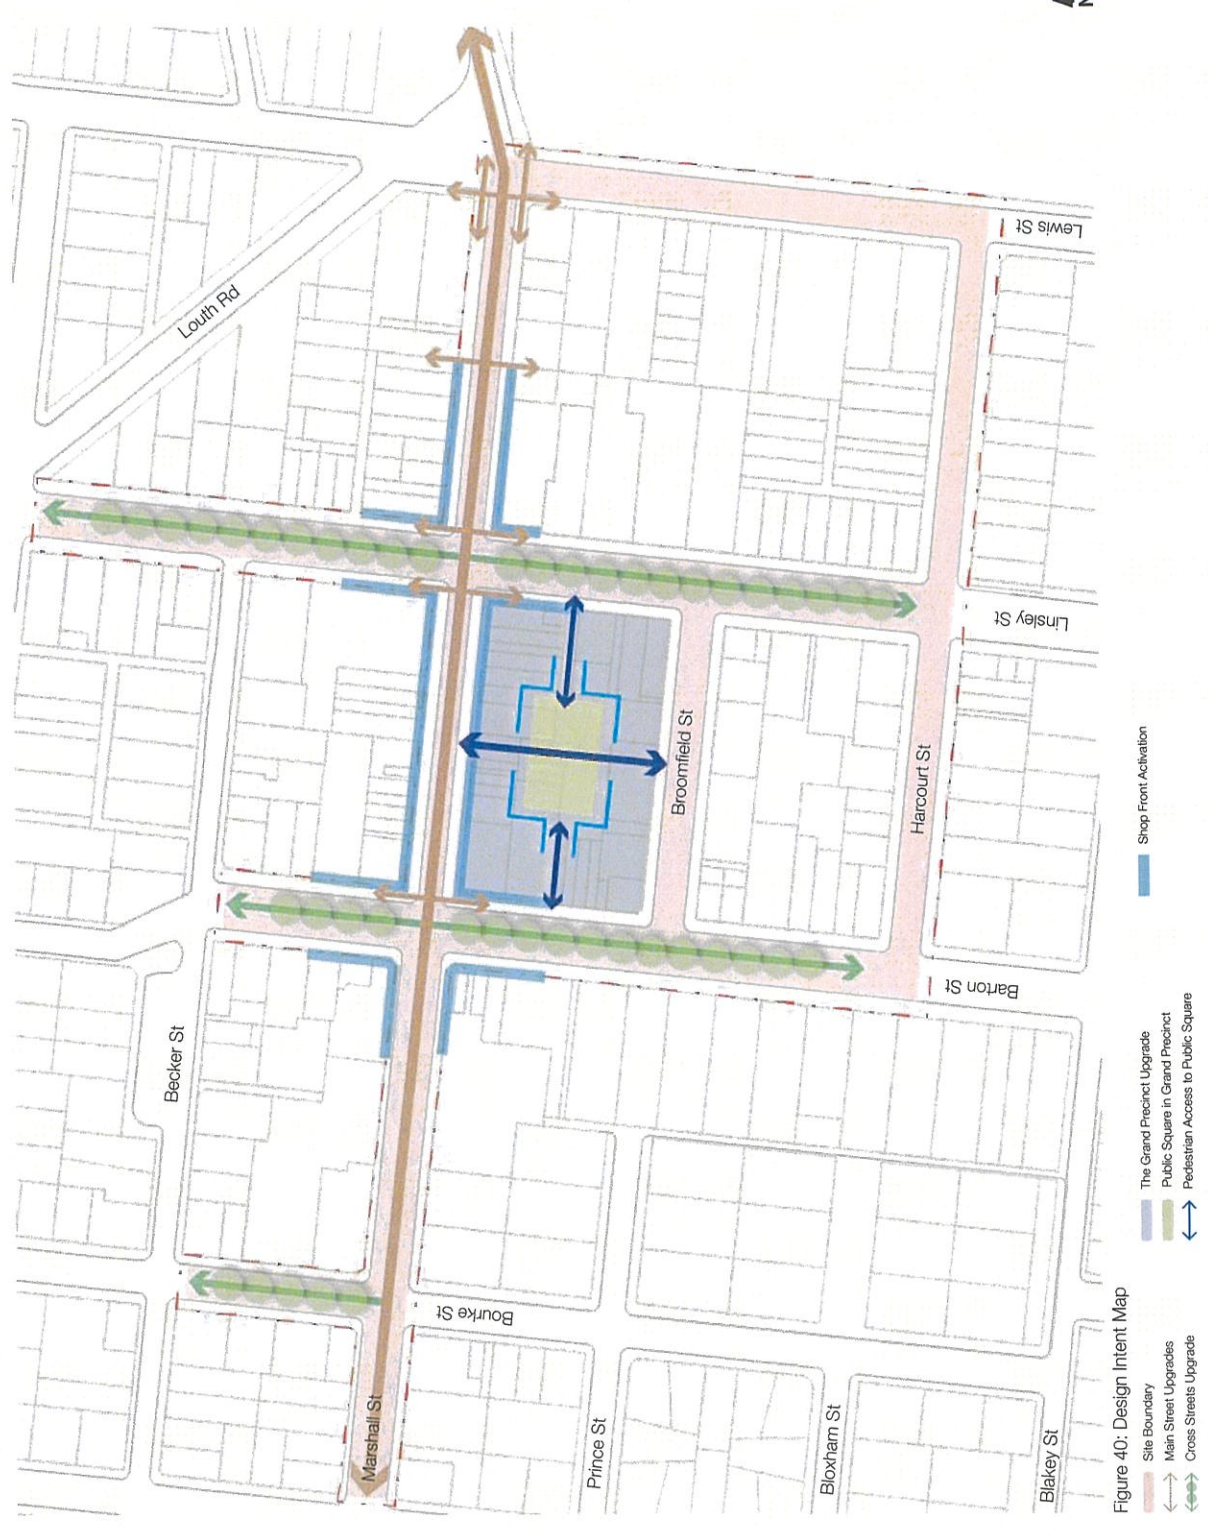 N
Louth Rd
Lewis St
Linsley St
Broomfield St
Harcourt St
Barton St
Becker St
Bourke St
Marshall St
Prince St
Bloxham St
Blakey St
Figure 40: Design Intent Map
Site Boundary
Main Street Upgrades
Cross Streets Upgrade
The Grand Precinct Upgrade
Public Square in Grand Precinct
Pedestrian Access to Public Square
Shop Front Activation